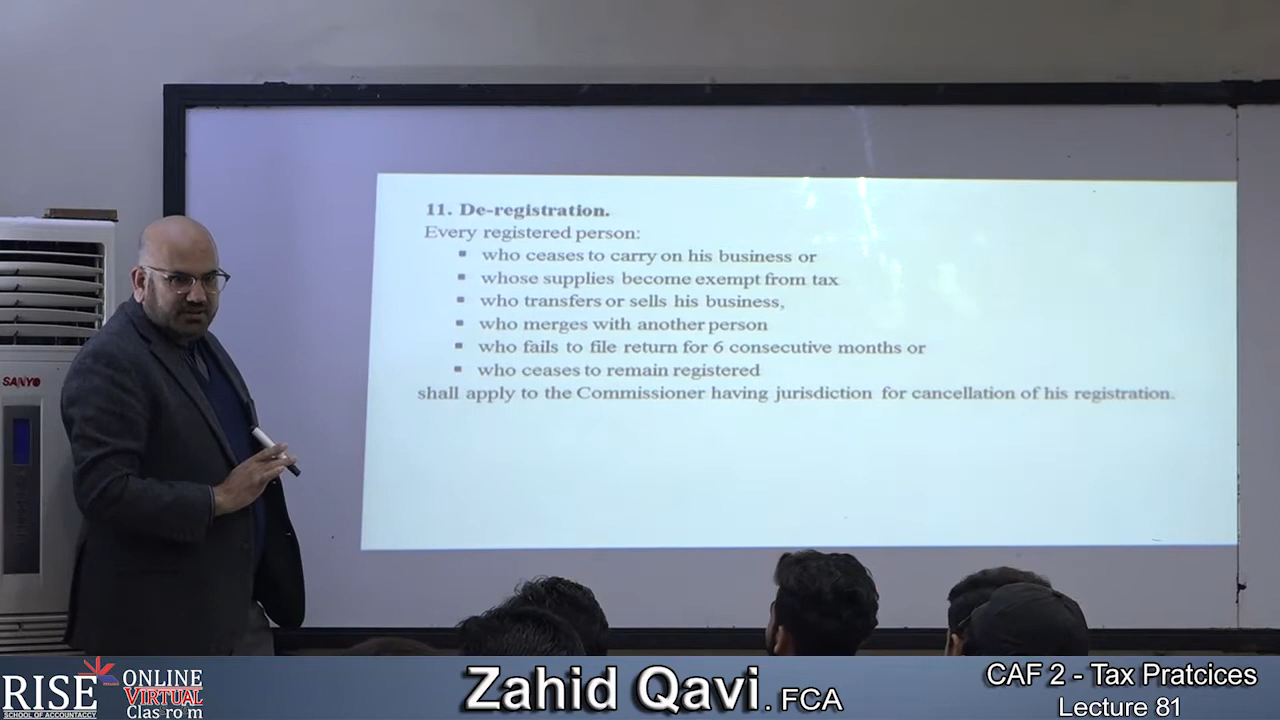 11. De-registration.
Every registered person:
▪ who ceases to carry on his business or
▪ whose supplies become exempt from tax
▪ who transfers or sells his business,
▪ who merges with another person
▪ who fails to file return for 6 consecutive months or
▪ who ceases to remain registered
shall apply to the Commissioner having jurisdiction for cancellation of his registration.
SANYO
RISE
SCHOOL OF ACCOUNTACY
ONLINE
VIRTUAL
Clasrom
Zahid Qavi. FCA
CAF 2 - Tax Pratcices
Lecture 81